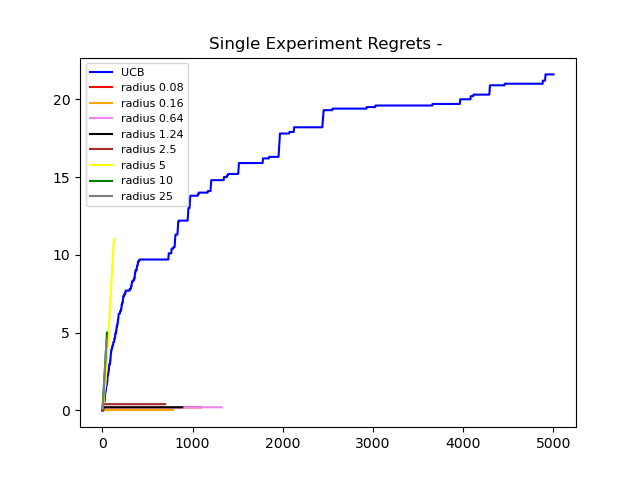 Single Experiment Regrets -
UCB
radius 0.08
radius 0.16
radius 0.64
radius 1.24
radius 2.5
radius 5
radius 10
radius 25
20
15
10
5
0
0 1000 2000 3000 4000 5000